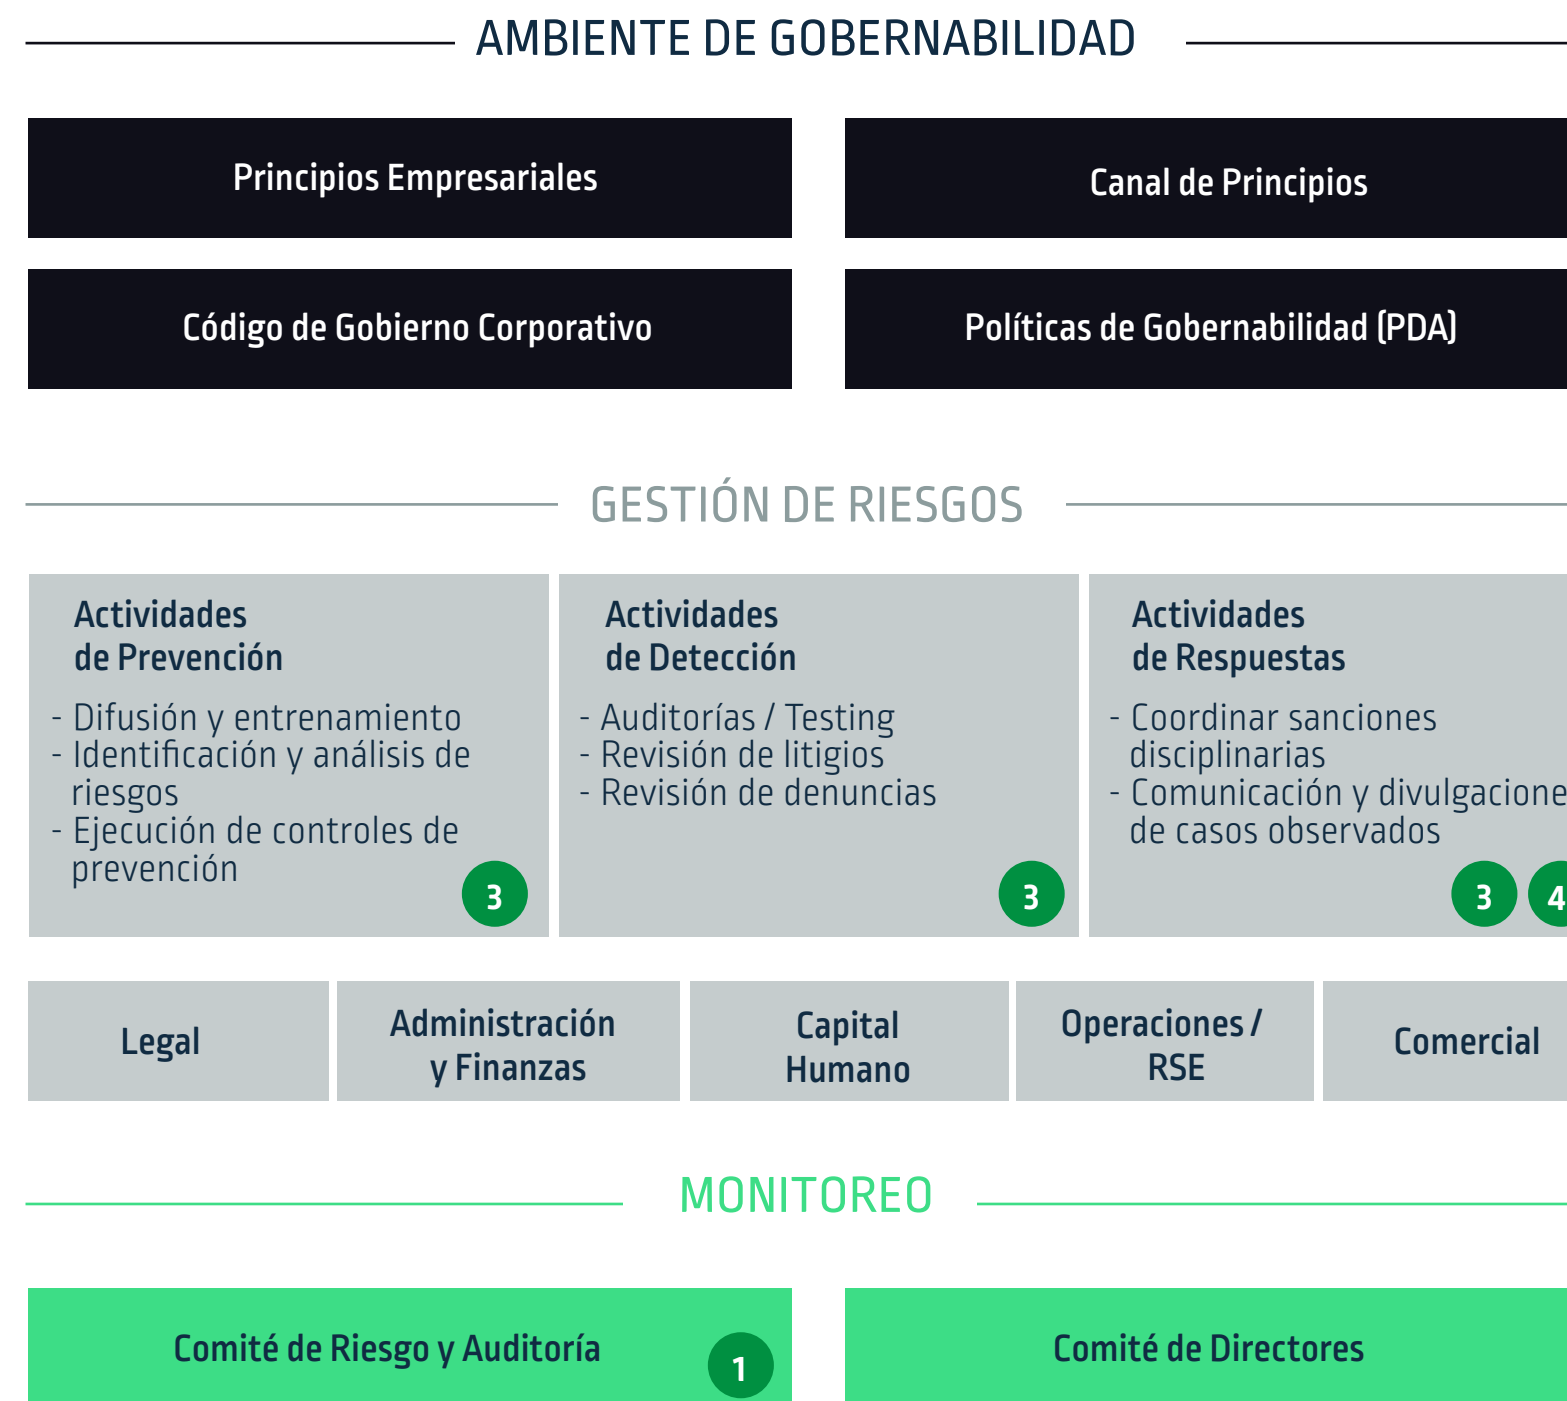 AMBIENTE DE GOBERNABILIDAD
Principios Empresariales
Canal de Principios
Código de Gobierno Corporativo
Políticas de Gobernabilidad (PDA)
GESTIÓN DE RIESGOS
Actividades
de Prevención
- Difusión y entrenamiento
- Identificación y análisis de
riesgos
- Ejecución de controles de
prevención
3
Actividades
de Detección
- Auditorías / Testing
- Revisión de litigios
- Revisión de denuncias
3
Actividades
de Respuestas
- Coordinar sanciones
disciplinarias
- Comunicación y divulgacione
de casos observados
3 4
Legal
Administración
y Finanzas
Capital
Humano
Operaciones /
RSE
Comercial
MONITOREO
Comité de Riesgo y Auditoría
1
Comité de Directores